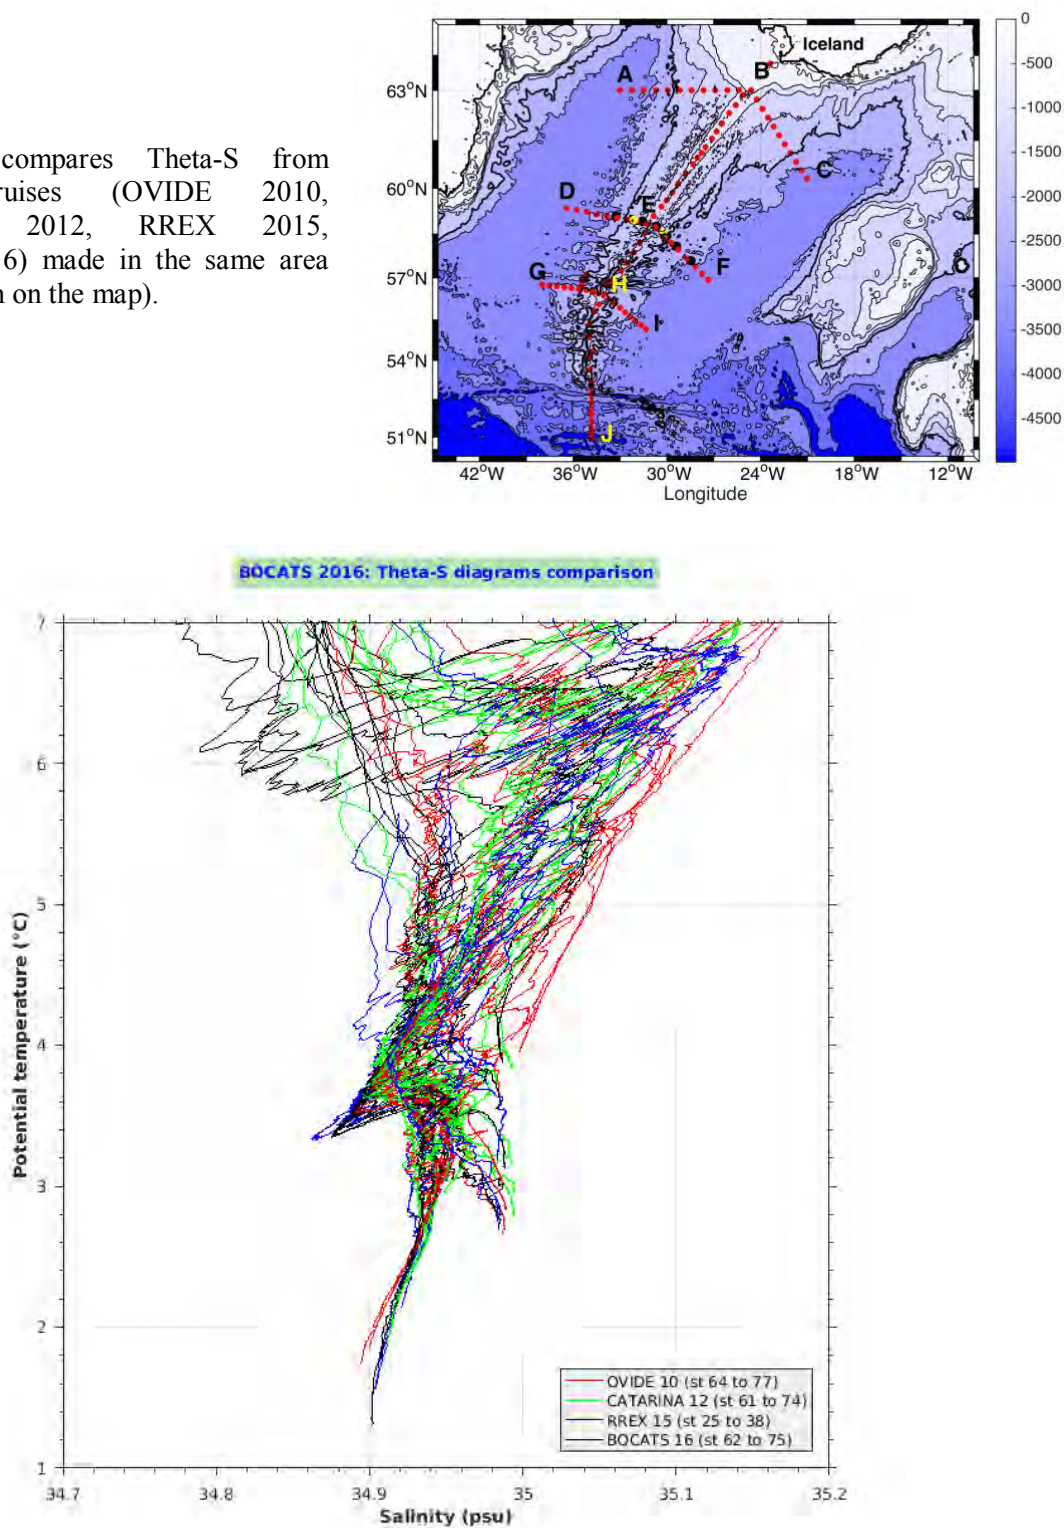 compares Theta-S from
ruises (OVIDE 2010,
2012, RREX 2015,
6) made in the same area
n on the map).
Iceland
A
B
C
D
E
F
G
H
I
J
63°N
60°N
57°N
54°N
51°N
42°W 36°W 30°W 24°W 18°W 12°W
Longitude
0
-500
-1000
-1500
-2000
-2500
-3000
-3500
-4000
-4500
BOCATS 2016: Theta-S diagrams comparison
7
6
5
4
3
2
1
Potential temperature (°C)
34.7 34.8 34.9 35 35.1 35.2
Salinity (psu)
OVIDE 10 (st 64 to 77)
CATARINA 12 (st 61 to 74)
RREX 15 (st 25 to 38)
BOCATS 16 (st 62 to 75)